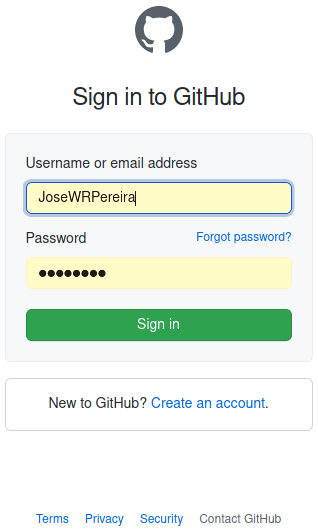 Sign in to GitHub
Username or email address
JoseWRPereira
Password Forgot password?
●●●●●●●●
Sign in
New to GitHub? Create an account.
Terms Privacy Security Contact GitHub